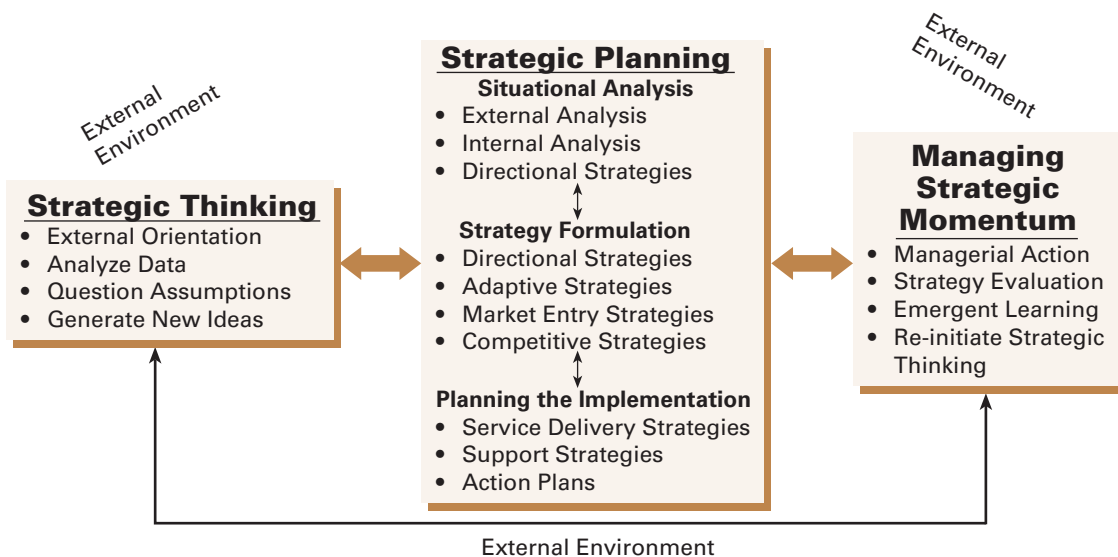 External
Environment
Strategic Thinking
• External Orientation
• Analyze Data
• Question Assumptions
• Generate New Ideas
Strategic Planning
Situational Analysis
• External Analysis
• Internal Analysis
• Directional Strategies
Strategy Formulation
• Directional Strategies
• Adaptive Strategies
• Market Entry Strategies
• Competitive Strategies
Planning the Implementation
• Service Delivery Strategies
• Support Strategies
• Action Plans
External
Environment
Managing
Strategic
Momentum
• Managerial Action
• Strategy Evaluation
• Emergent Learning
• Re-initiate Strategic
Thinking
External Environment